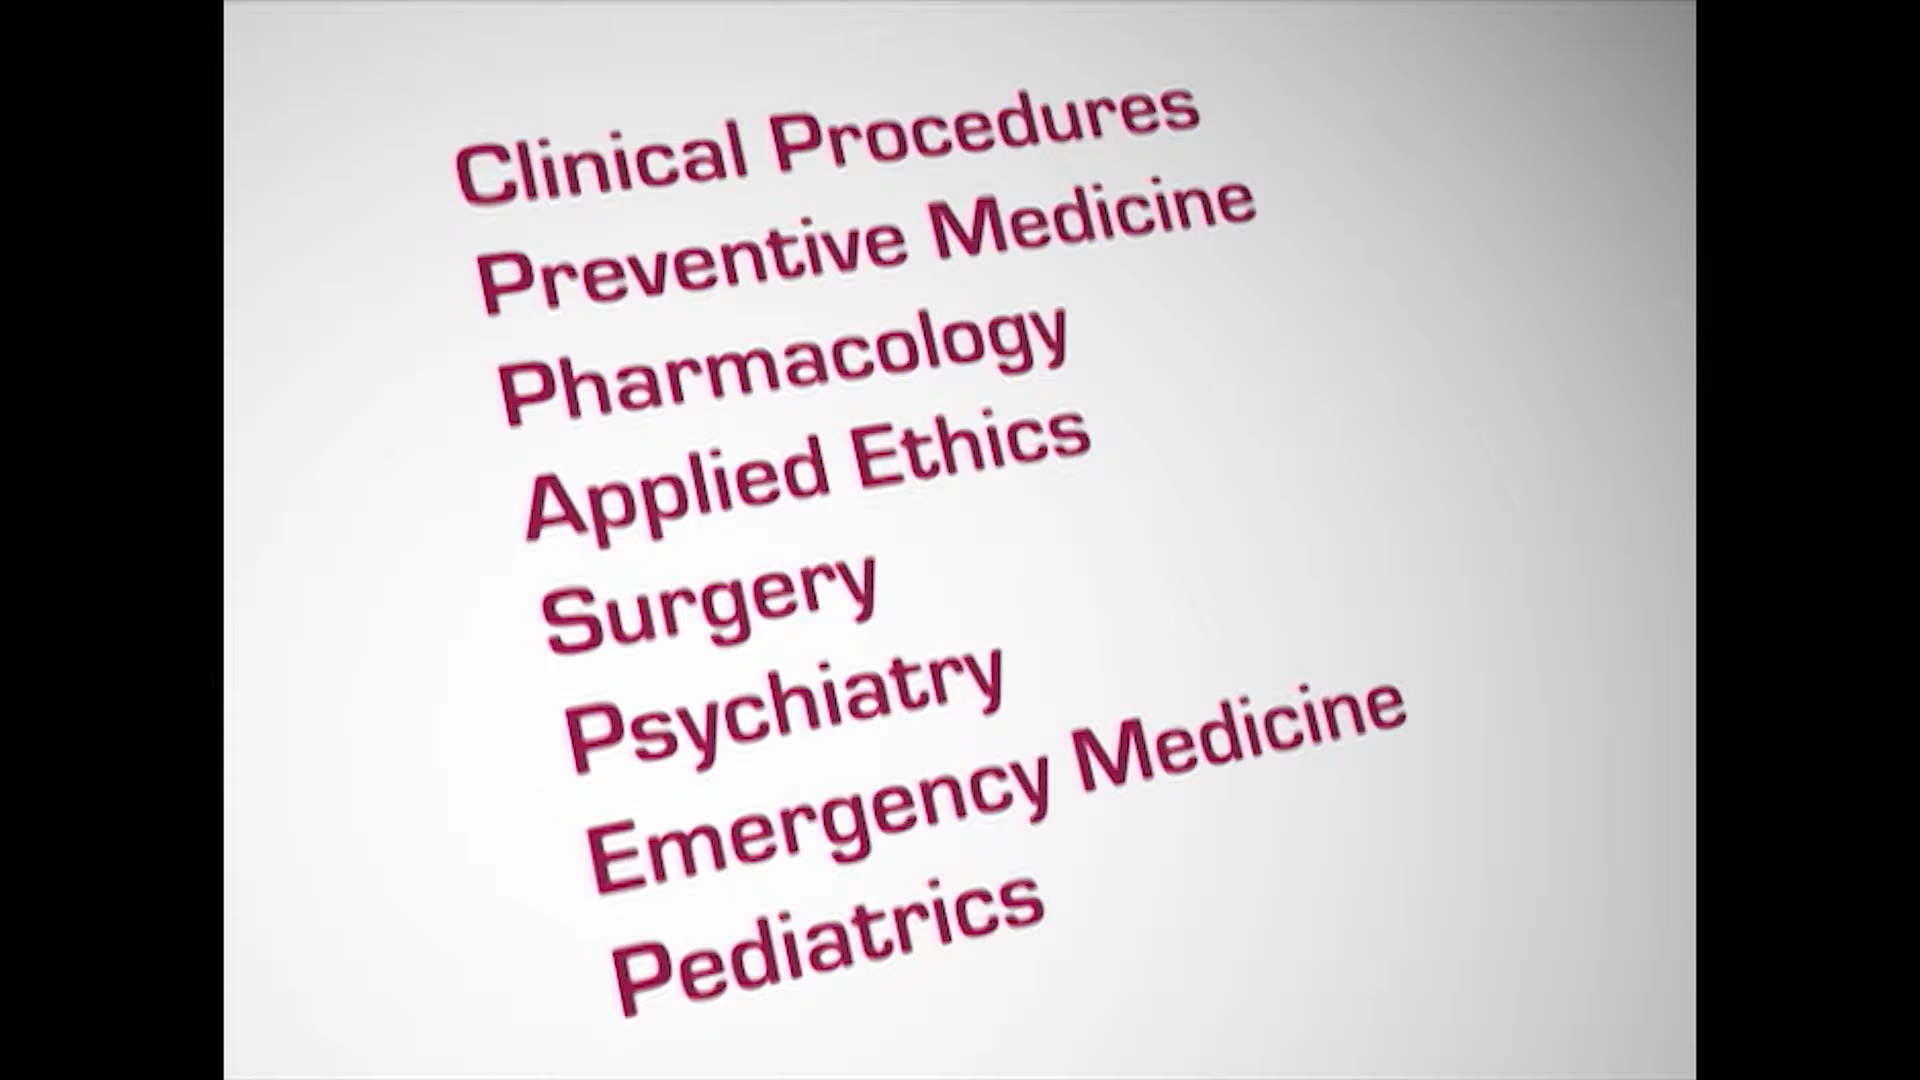 Clinical Procedures
Preventive Medicine
Pharmacology
Applied Ethics
Surgery
Psychiatry
Emergency Medicine
Pediatrics